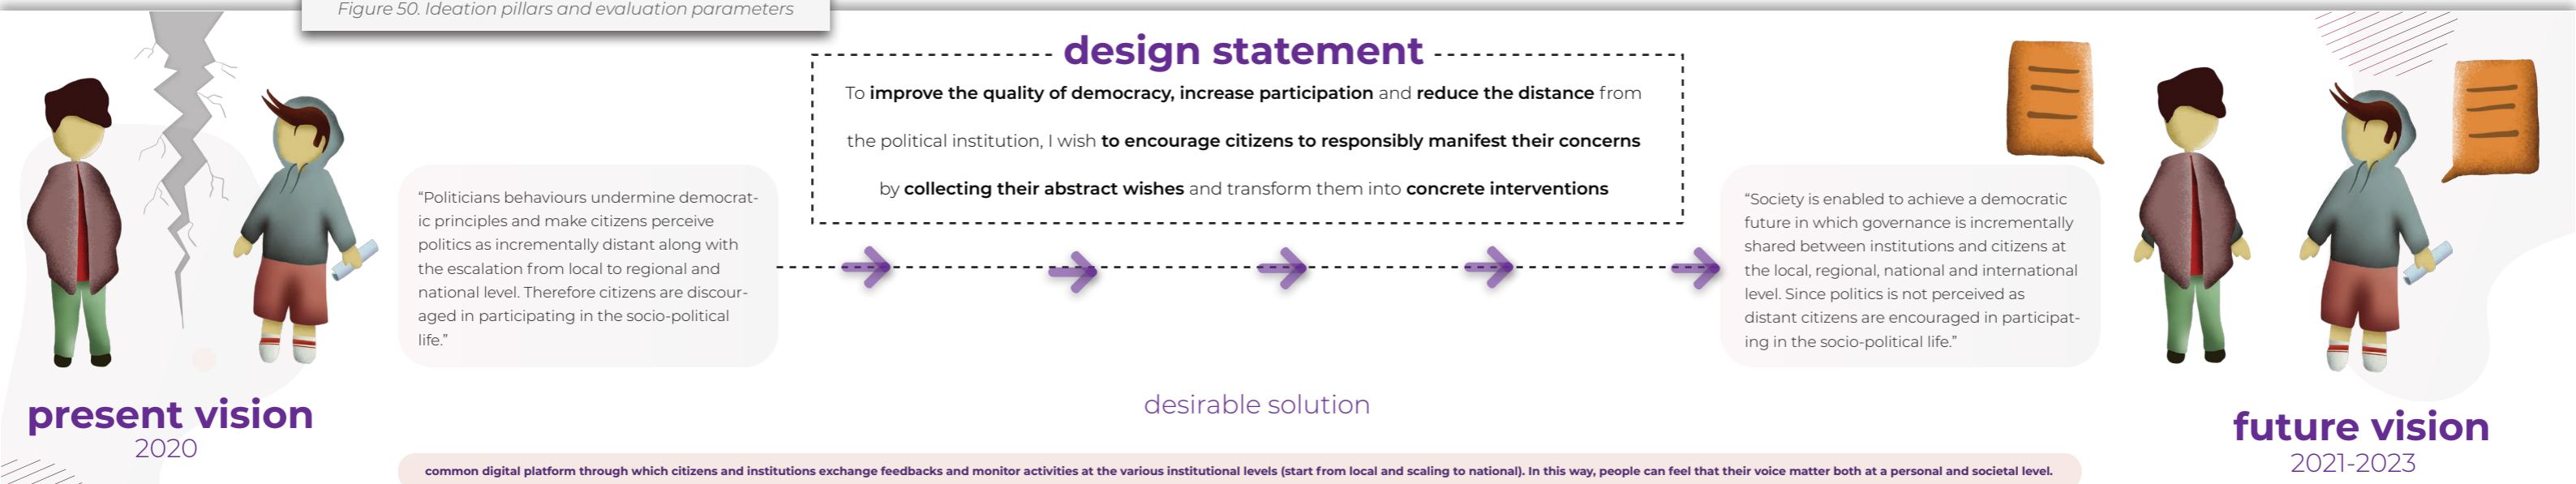 Figure 50. Ideation pillars and evaluation parameters
design statement
To improve the quality of democracy, increase participation and reduce the distance from
the political institution, I wish to encourage citizens to responsibly manifest their concerns
by collecting their abstract wishes and transform them into concrete interventions
“Politicians behaviours undermine democrat-
ic principles and make citizens perceive
politics as incrementally distant along with
the escalation from local to regional and
national level. Therefore citizens are discour-
aged in participating in the socio-political
life.”
“Society is enabled to achieve a democratic
future in which governance is incrementally
shared between institutions and citizens at
the local, regional, national and international
level. Since politics is not perceived as
distant citizens are encouraged in participat-
ing in the socio-political life.”
present vision
2020
desirable solution
future vision
2021-2023
common digital platform through which citizens and institutions exchange feedbacks and monitor activities at the various institutional levels (start from local and scaling to national). In this way, people can feel that their voice matter both at a personal and societal level.